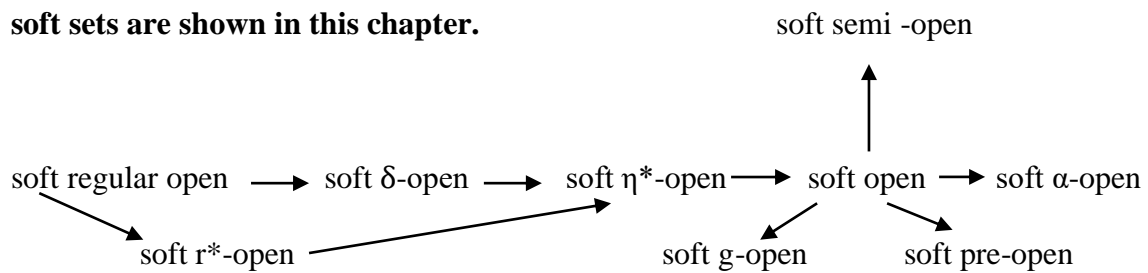 soft sets are shown in this chapter.
soft semi -open
soft regular open soft δ-open soft η*-open soft open soft α-open
soft r*-open soft g-open soft pre-open